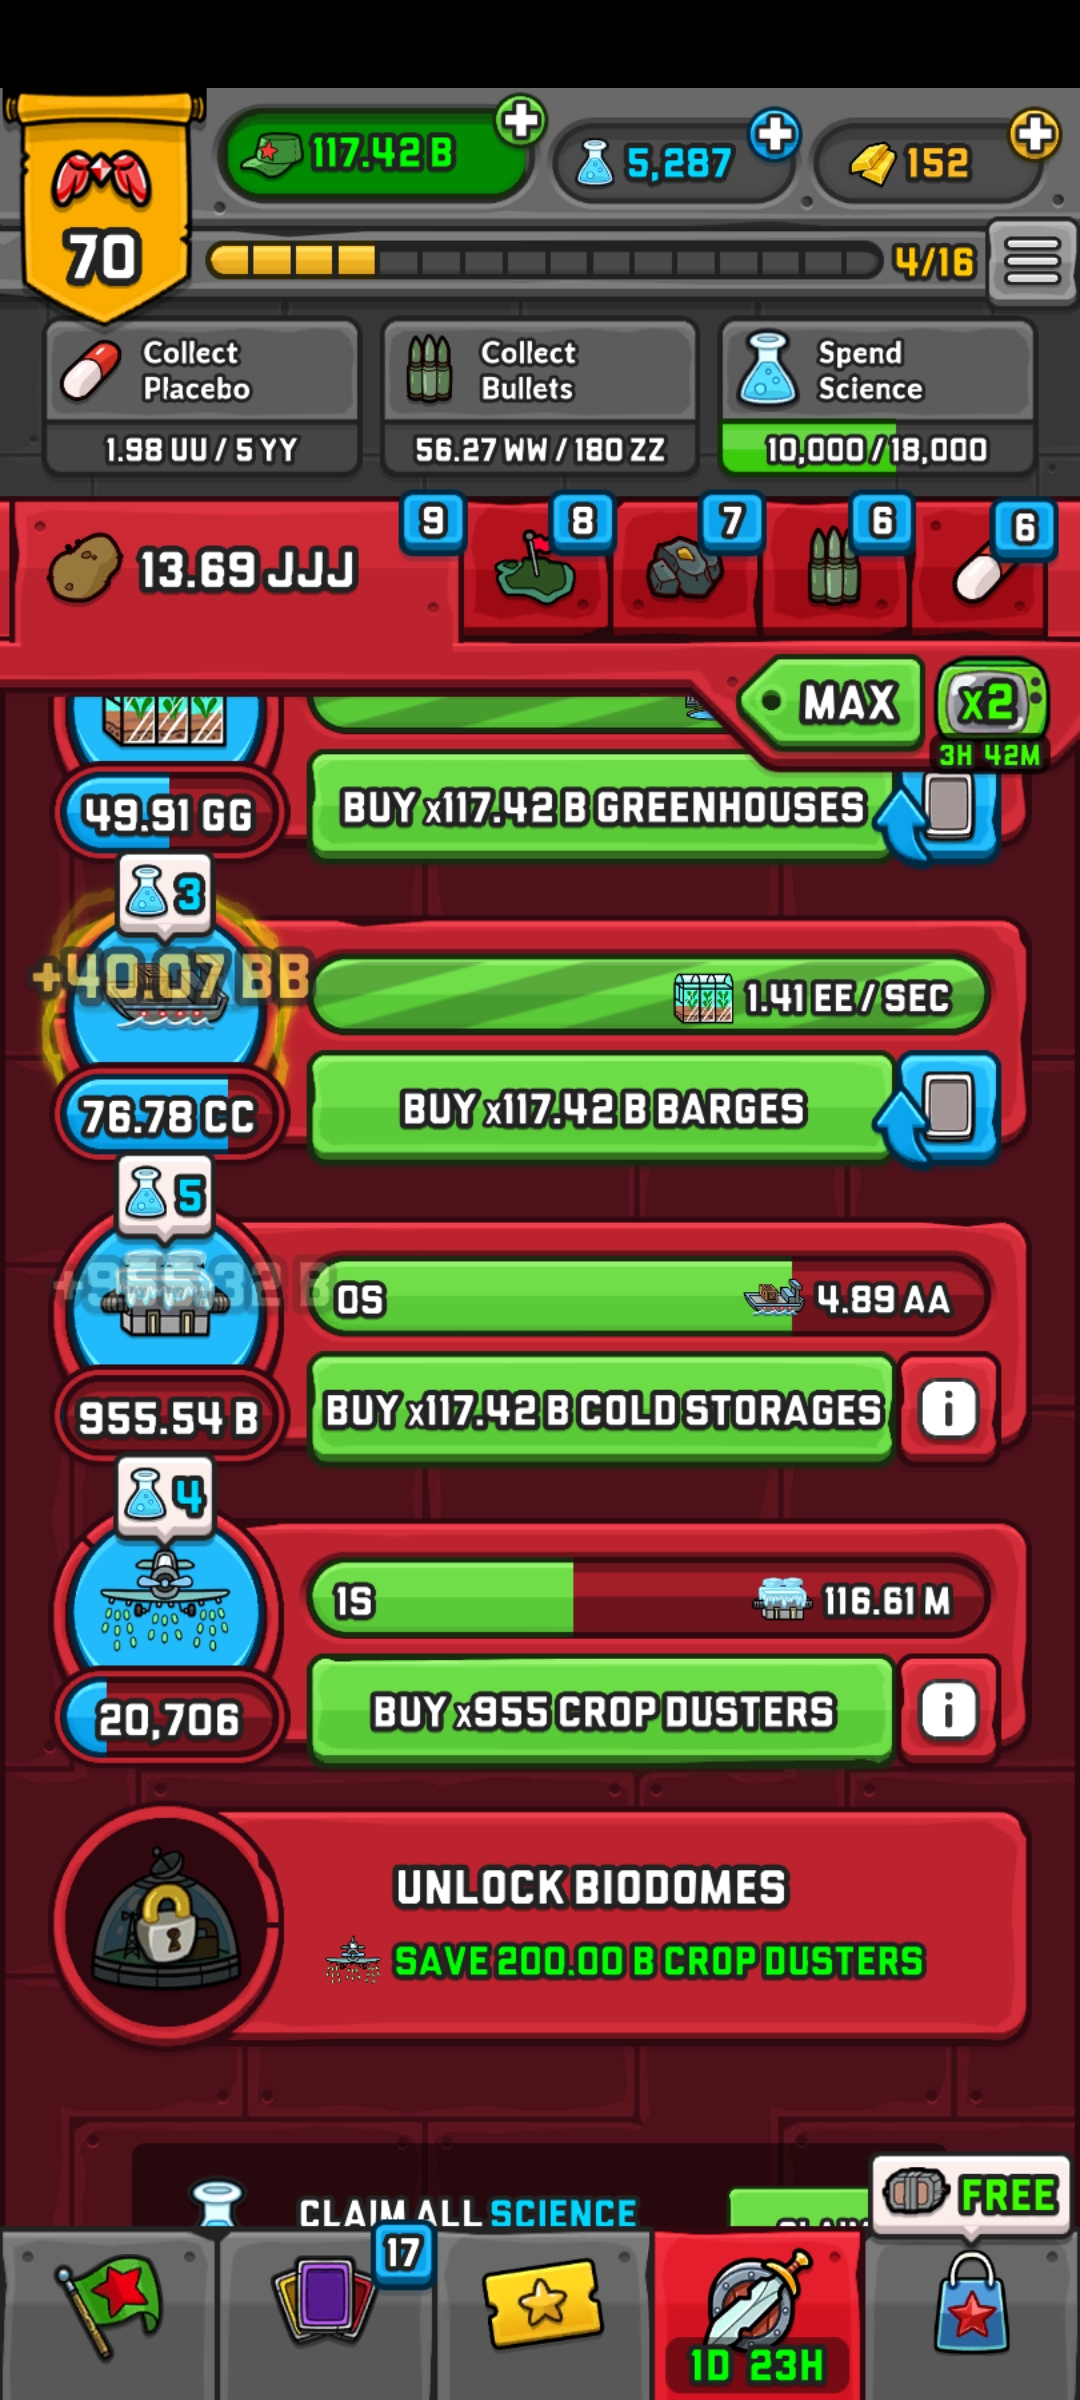 117.42 B
5,287
152
70
4/16
Collect
Placebo
1.98 UU / 5 YY
Collect
Bullets
56.27 WW / 180 ZZ
Spend
Science
10,000 / 18,000
13.69 JJJ
9
8
7
6
6
MAX
x2
3H 42M
49.91 GG
BUY x117.42 B GREENHOUSES
3
+40.07 BB
1.41 EE / SEC
76.78 CC
BUY x117.42 B BARGES
5
+955.32 B
0S
4.89 AA
955.54 B
BUY x117.42 B COLD STORAGES
i
4
1S
116.61 M
20,706
BUY x955 CROP DUSTERS
i
UNLOCK BIODOMES
SAVE 200.00 B CROP DUSTERS
CLAIM ALL SCIENCE
FREE
17
1D 23H